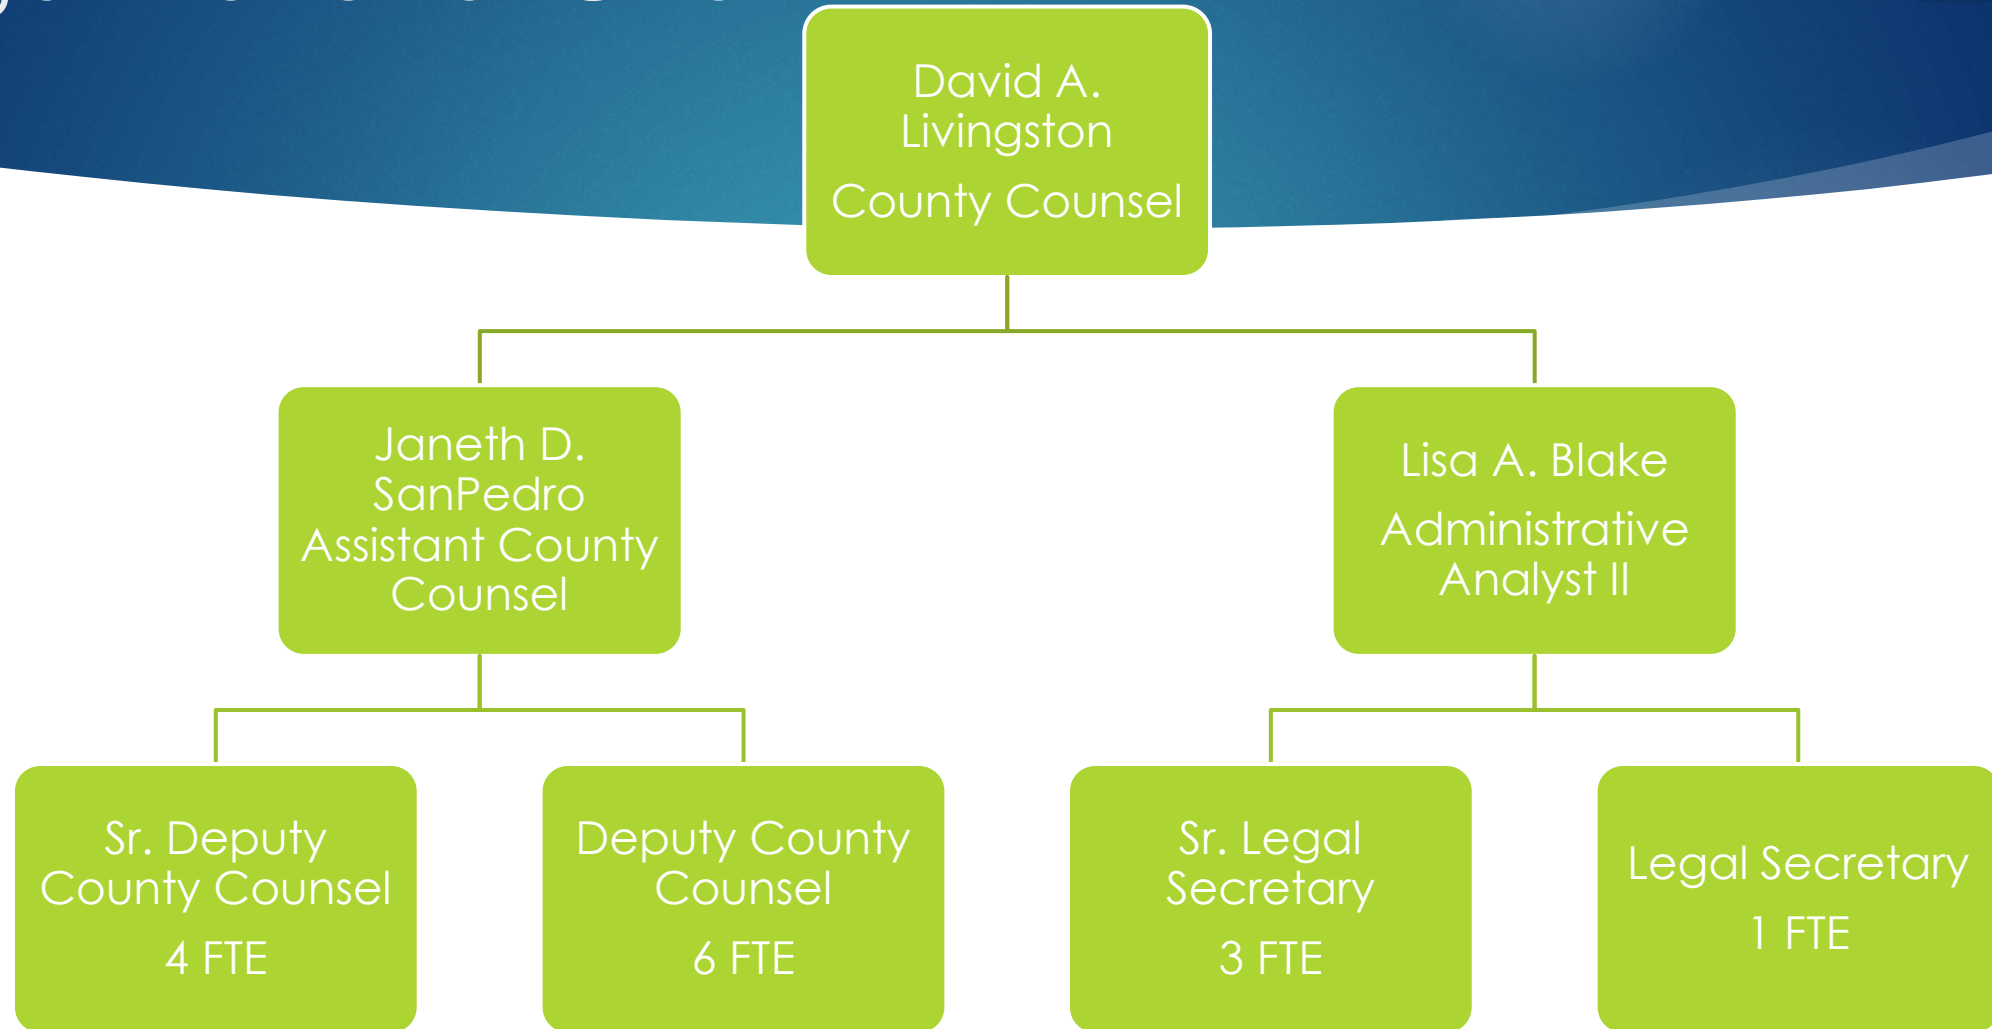 David A.
Livingston
County Counsel
Janeth D.
SanPedro
Assistant County
Counsel
Lisa A. Blake
Administrative
Analyst II
Sr. Deputy
County Counsel
4 FTE
Deputy County
Counsel
6 FTE
Sr. Legal
Secretary
3 FTE
Legal Secretary
1 FTE